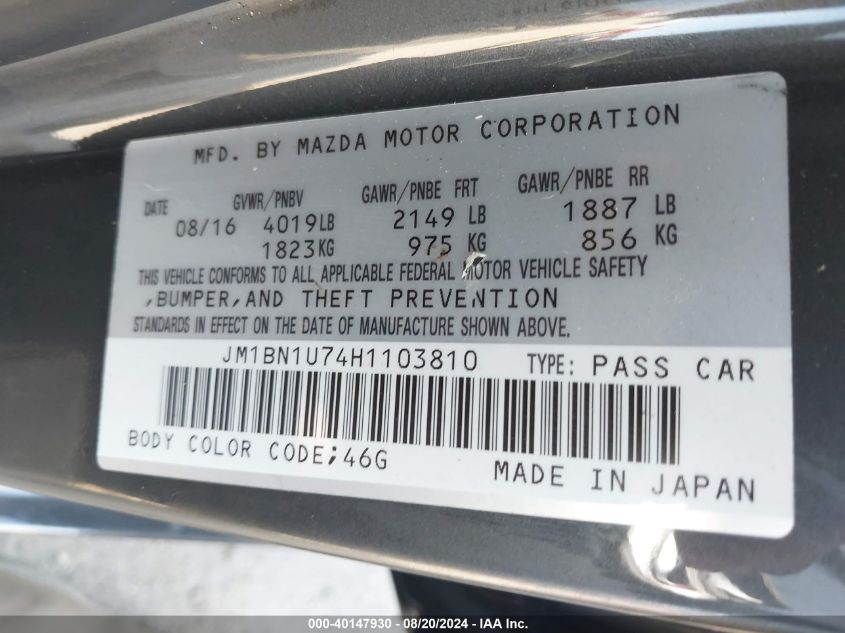 MFD. BY MAZDA MOTOR CORPORATION
DATE GVWR/PNBV GAWR/PNBE FRT GAWR/PNBE RR
08/16 4019LB 2149 LB 1887 LB
1823KG 975 KG 856 KG
THIS VEHICLE CONFORMS TO ALL APPLICABLE FEDERAL MOTOR VEHICLE SAFETY
,BUMPER,AND THEFT PREVENTION
STANDARDS IN EFFECT ON THE DATE OF MANUFACTURE SHOWN ABOVE.
JM1BN1U74H1103810 TYPE: PASS CAR
BODY COLOR CODE;46G MADE IN JAPAN
000-40147930 - 08/20/2024 - IAA Inc.